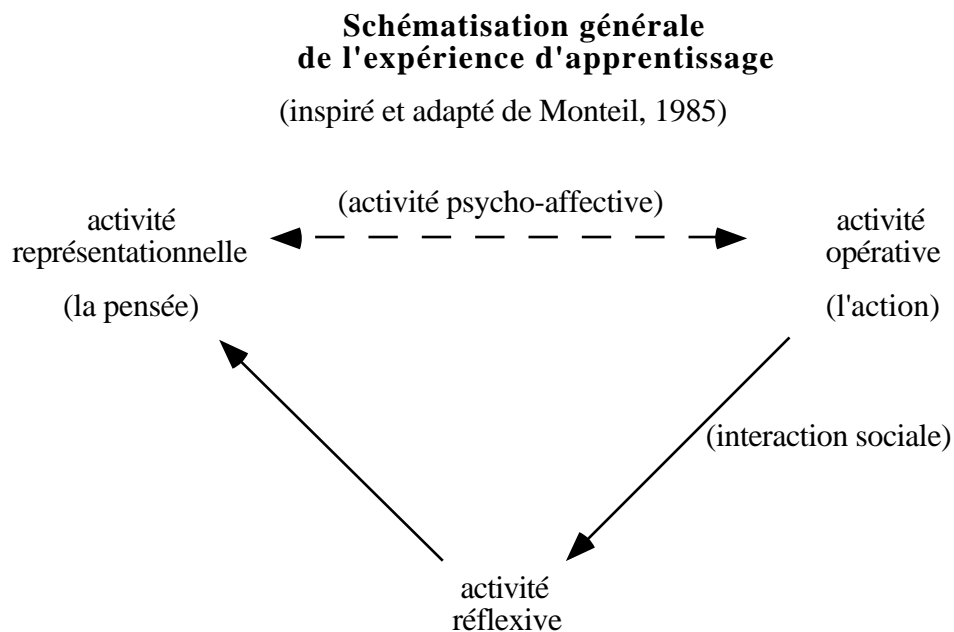 Schématisation générale
de l'expérience d'apprentissage
(inspiré et adapté de Monteil, 1985)
(activité psycho-affective)
activité
représentationnelle
(la pensée)
activité
opérative
(l'action)
(interaction sociale)
activité
réflexive